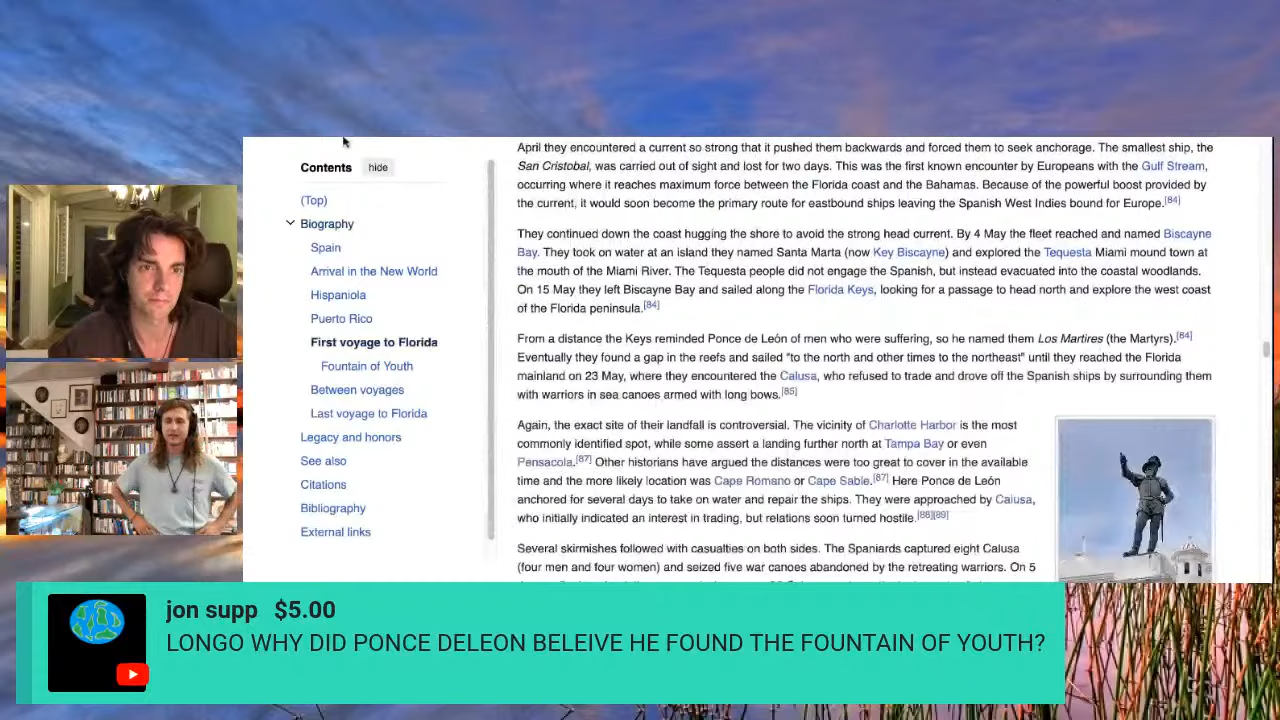 Contents hide
(Top)
Biography
Spain
Arrival in the New World
Hispaniola
Puerto Rico
First voyage to Florida
Fountain of Youth
Between voyages
Last voyage to Florida
Legacy and honors
See also
Citations
Bibliography
External links
April they encountered a current so strong that it pushed them backwards and forced them to seek anchorage. The smallest ship, the
San Cristobal, was carried out of sight and lost for two days. This was the first known encounter by Europeans with the Gulf Stream,
occurring where it reaches maximum force between the Florida coast and the Bahamas. Because of the powerful boost provided by
the current, it would soon become the primary route for eastbound ships leaving the Spanish West Indies bound for Europe.[84]
They continued down the coast hugging the shore to avoid the strong head current. By 4 May the fleet reached and named Biscayne
Bay. They took on water at an island they named Santa Marta (now Key Biscayne) and explored the Tequesta Miami mound town at
the mouth of the Miami River. The Tequesta people did not engage the Spanish, but instead evacuated into the coastal woodlands.
On 15 May they left Biscayne Bay and sailed along the Florida Keys, looking for a passage to head north and explore the west coast
of the Florida peninsula.[84]
From a distance the Keys reminded Ponce de León of men who were suffering, so he named them Los Martires (the Martyrs).[84]
Eventually they found a gap in the reefs and sailed "to the north and other times to the northeast" until they reached the Florida
mainland on 23 May, where they encountered the Calusa, who refused to trade and drove off the Spanish ships by surrounding them
with warriors in sea canoes armed with long bows.[85]
Again, the exact site of their landfall is controversial. The vicinity of Charlotte Harbor is the most
commonly identified spot, while some assert a landing further north at Tampa Bay or even
Pensacola.[87] Other historians have argued the distances were too great to cover in the available
time and the more likely location was Cape Romano or Cape Sable.[87] Here Ponce de León
anchored for several days to take on water and repair the ships. They were approached by Calusa,
who initially indicated an interest in trading, but relations soon turned hostile.[88][89]
Several skirmishes followed with casualties on both sides. The Spaniards captured eight Calusa
(four men and four women) and seized five war canoes abandoned by the retreating warriors. On 5
jon supp $5.00
LONGO WHY DID PONCE DELEON BELEIVE HE FOUND THE FOUNTAIN OF YOUTH?